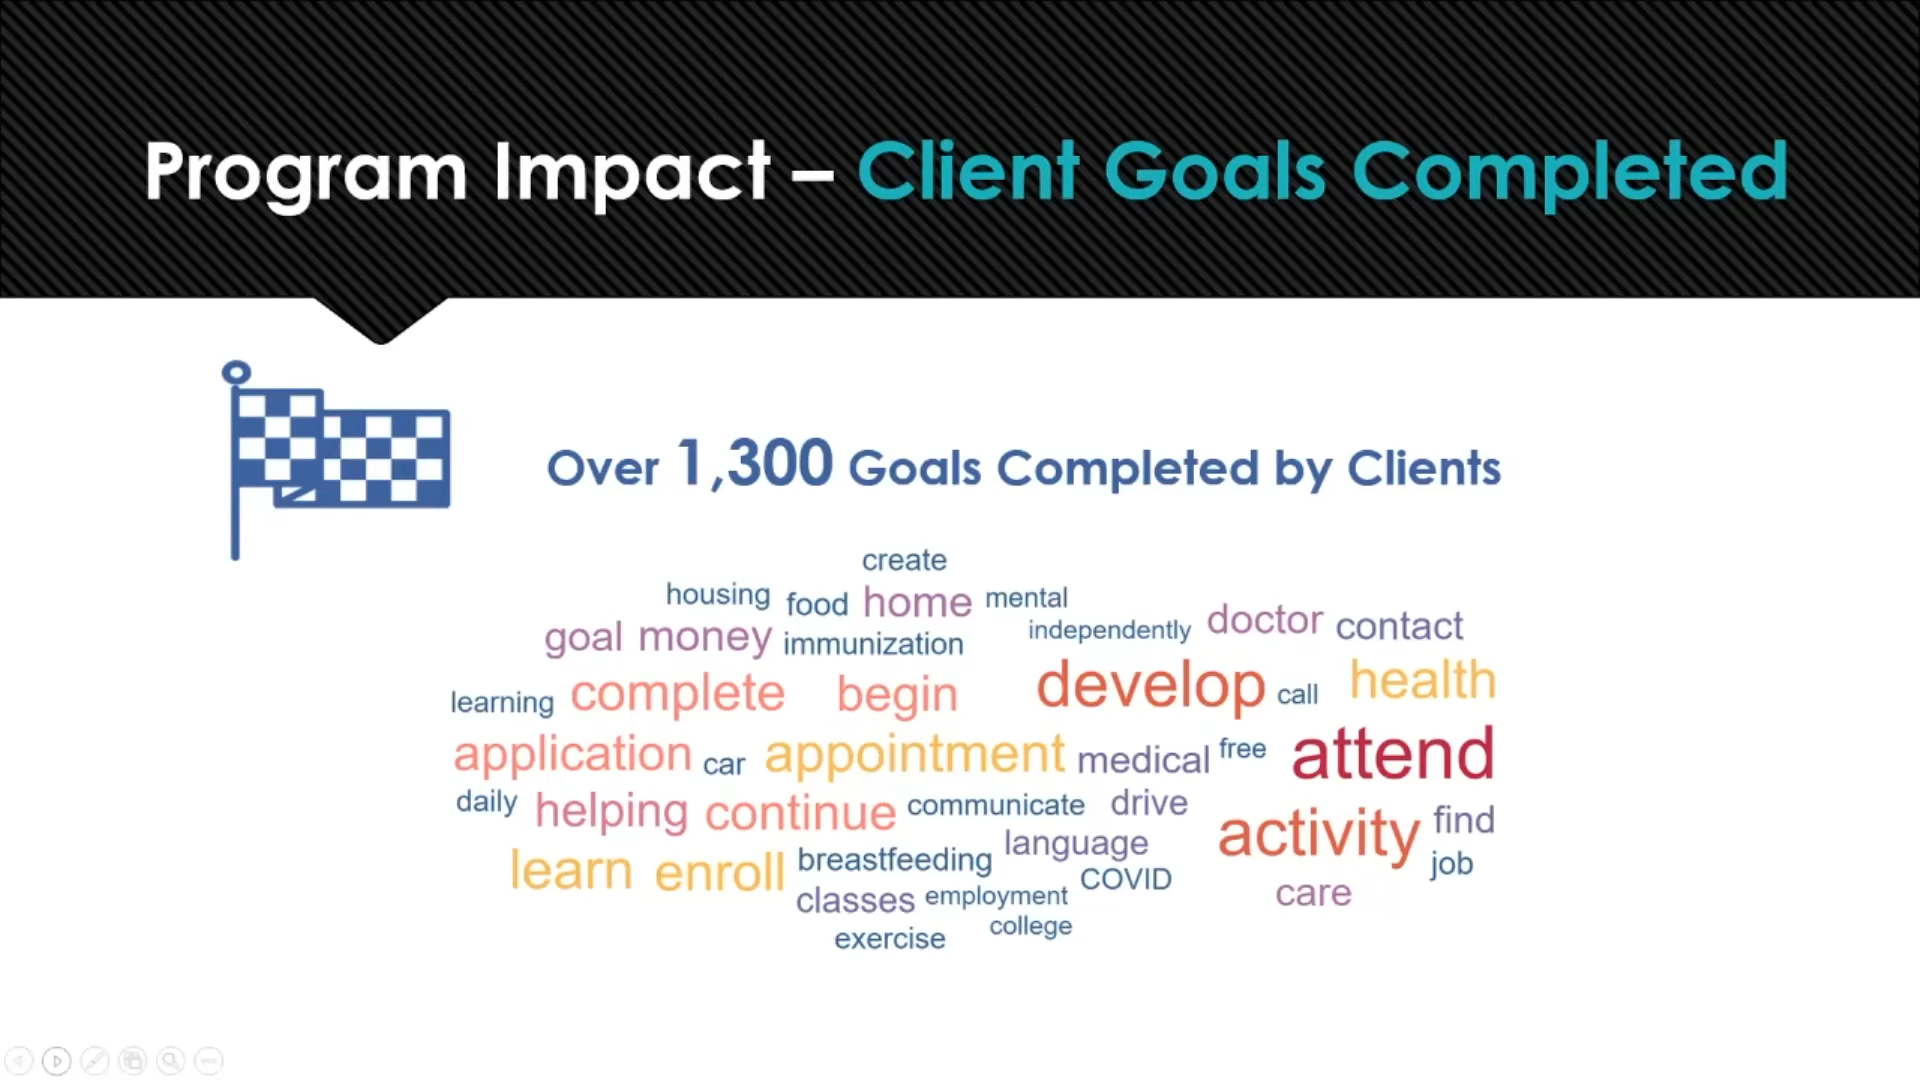 Program Impact – Client Goals Completed
Over 1,300 Goals Completed by Clients
create
housing food home mental
goal money immunization independently doctor contact
learning complete begin develop call health
application car appointment medical free attend
daily helping continue communicate drive activity find
learn enroll breastfeeding language COVID job
classes employment care
exercise college